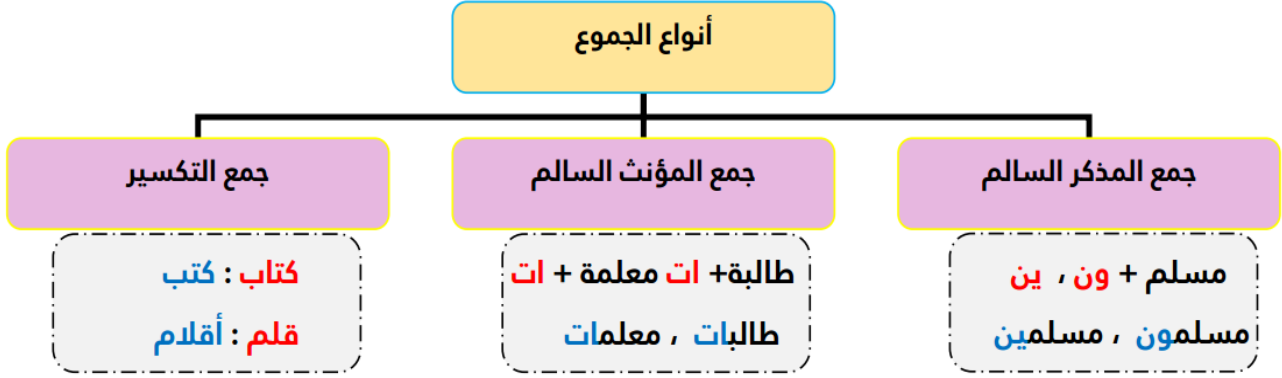 أنواع الجموع
جمع المذكر السالم
مسلم + ون ، ين
مسلمون ، مسلمين
جمع المؤنث السالم
طالبة+ ات معلمة + ات
طالبات ، معلمات
جمع التكسير
كتاب : كتب
قلم : أقلام